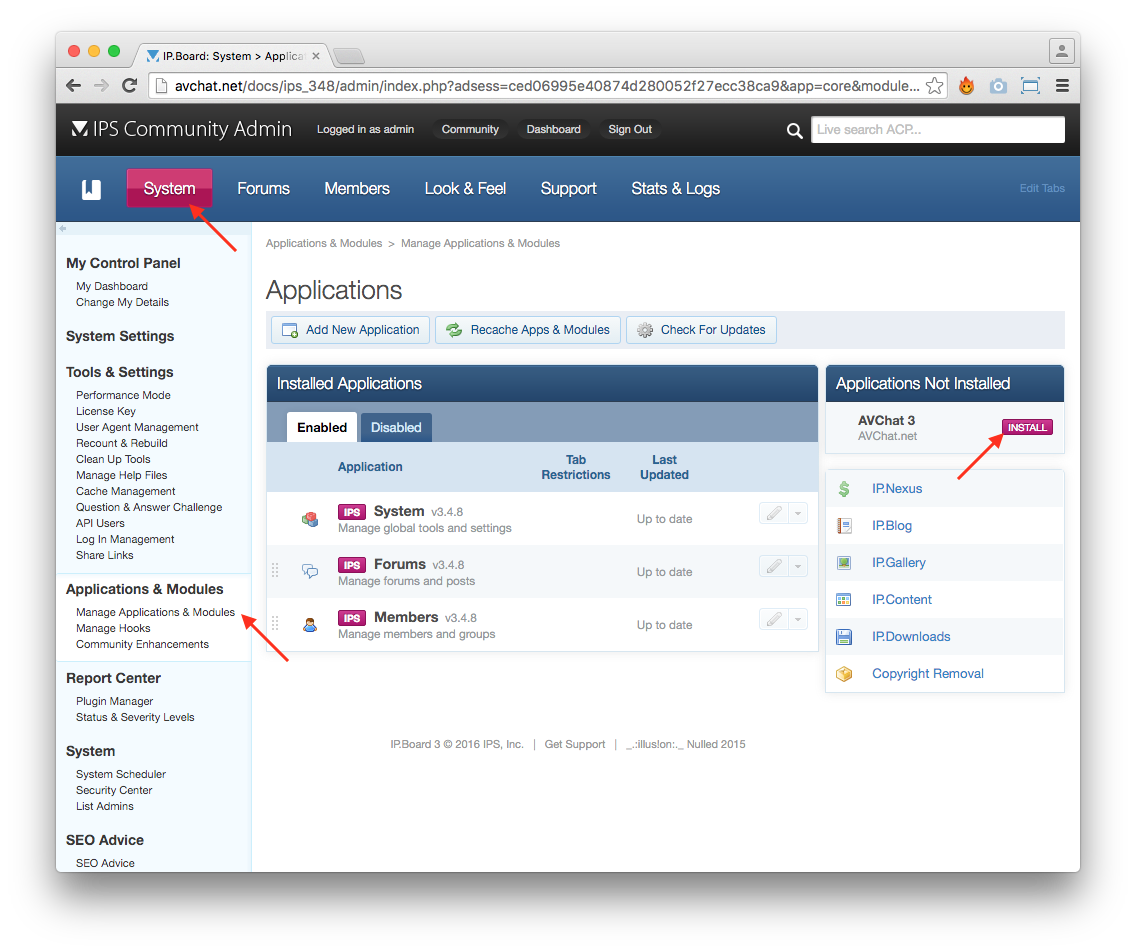 IP.Board: System > Applica
avchat.net/docs/ips_348/admin/index.php?adsess=ced06995e40874d280052f27ecc38ca9&app=core&module...
IPS Community Admin
Logged in as admin
Community
Dashboard
Sign Out
Live search ACP...
System
Forums
Members
Look & Feel
Support
Stats & Logs
Edit Tabs
My Control Panel
My Dashboard
Change My Details
System Settings
Tools & Settings
Performance Mode
License Key
User Agent Management
Recount & Rebuild
Clean Up Tools
Manage Help Files
Cache Management
Question & Answer Challenge
API Users
Log In Management
Share Links
Applications & Modules
Manage Applications & Modules
Manage Hooks
Community Enhancements
Report Center
Plugin Manager
Status & Severity Levels
System
System Scheduler
Security Center
List Admins
SEO Advice
SEO Advice
Applications & Modules > Manage Applications & Modules
Applications
Add New Application
Recache Apps & Modules
Check For Updates
Installed Applications
Enabled
Disabled
Application
Tab
Restrictions
Last
Updated
IPS System v3.4.8
Manage global tools and settings
Up to date
IPS Forums v3.4.8
Manage forums and posts
Up to date
IPS Members v3.4.8
Manage members and groups
Up to date
Applications Not Installed
AVChat 3
AVChat.net
INSTALL
IP.Nexus
IP.Blog
IP.Gallery
IP.Content
IP.Downloads
Copyright Removal
IP.Board 3 © 2016 IPS, Inc. | Get Support | _.:illus!on:._ Nulled 2015